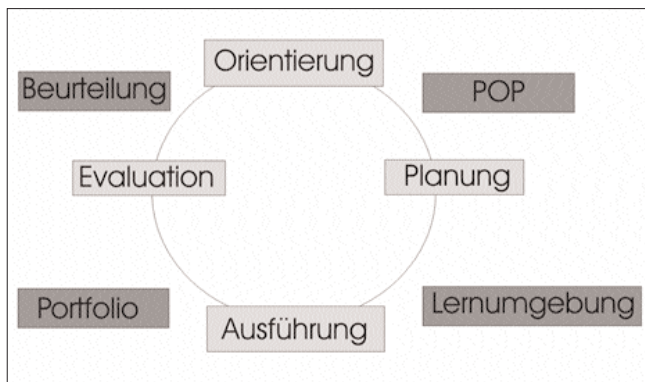 Orientierung
Beurteilung
POP
Evaluation
Planung
Portfolio
Lernumgebung
Ausführung